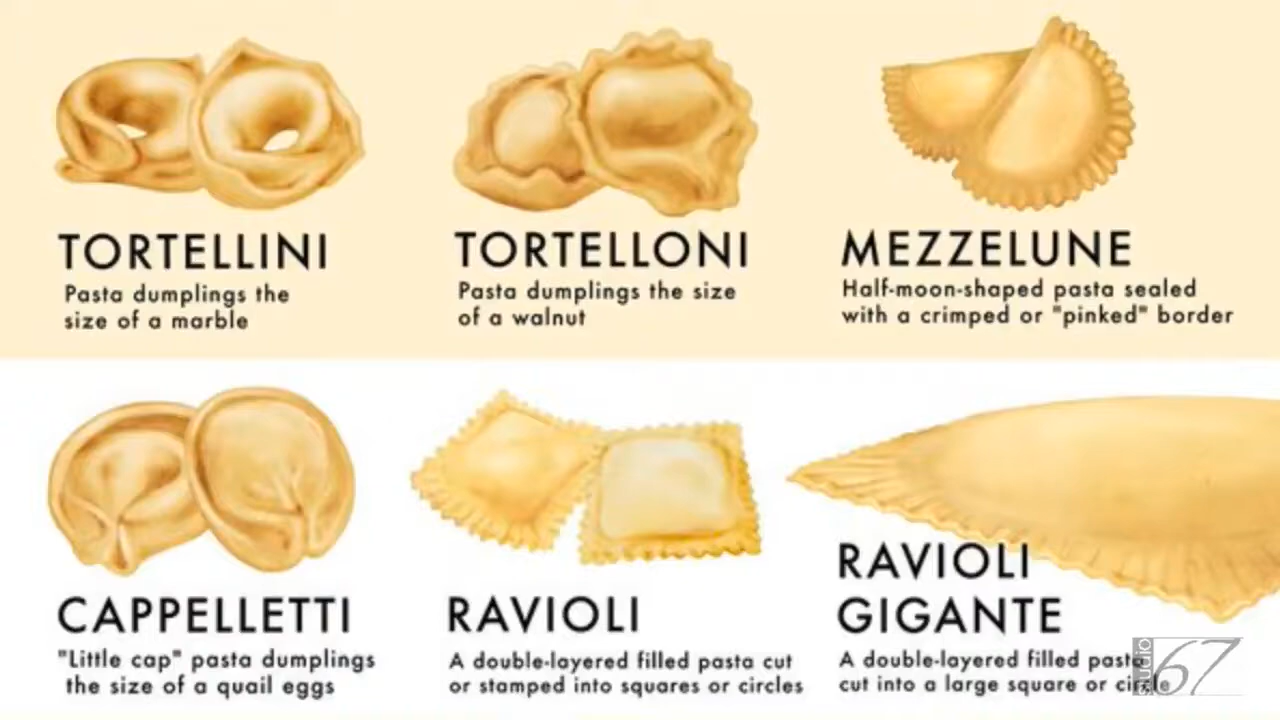 TORTELLINI
Pasta dumplings the
size of a marble
TORTELLONI
Pasta dumplings the size
of a walnut
MEZZELUNE
Half-moon-shaped pasta sealed
with a crimped or "pinked" border
CAPPELLETTI
"Little cap" pasta dumplings
the size of a quail eggs
RAVIOLI
A double-layered filled pasta cut
or stamped into squares or circles
RAVIOLI
GIGANTE
A double-layered filled pasta
cut into a large square or circle
studio
67